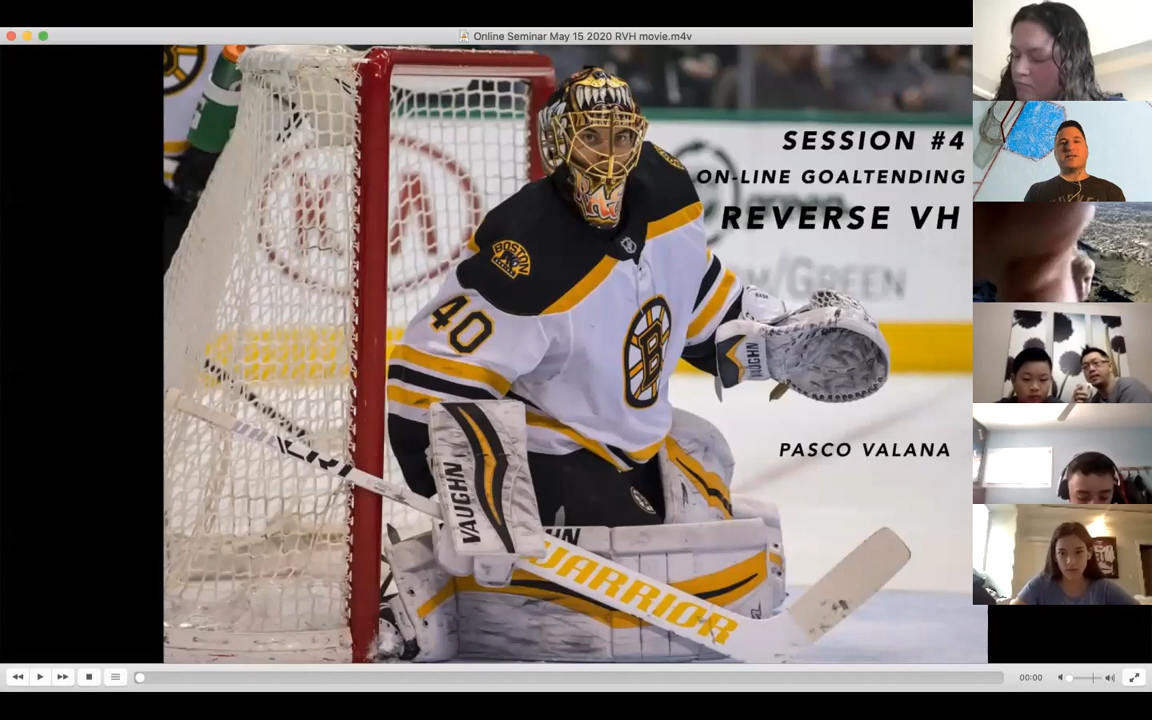 Online Seminar May 15 2020 RVH movie.m4v
SESSION #4
ON-LINE GOALTENDING
REVERSE VH
BOSTON
/GREEN
40
B
VAUGHN
VAUGHN
PASCO VALANA
WARRIOR
00:00